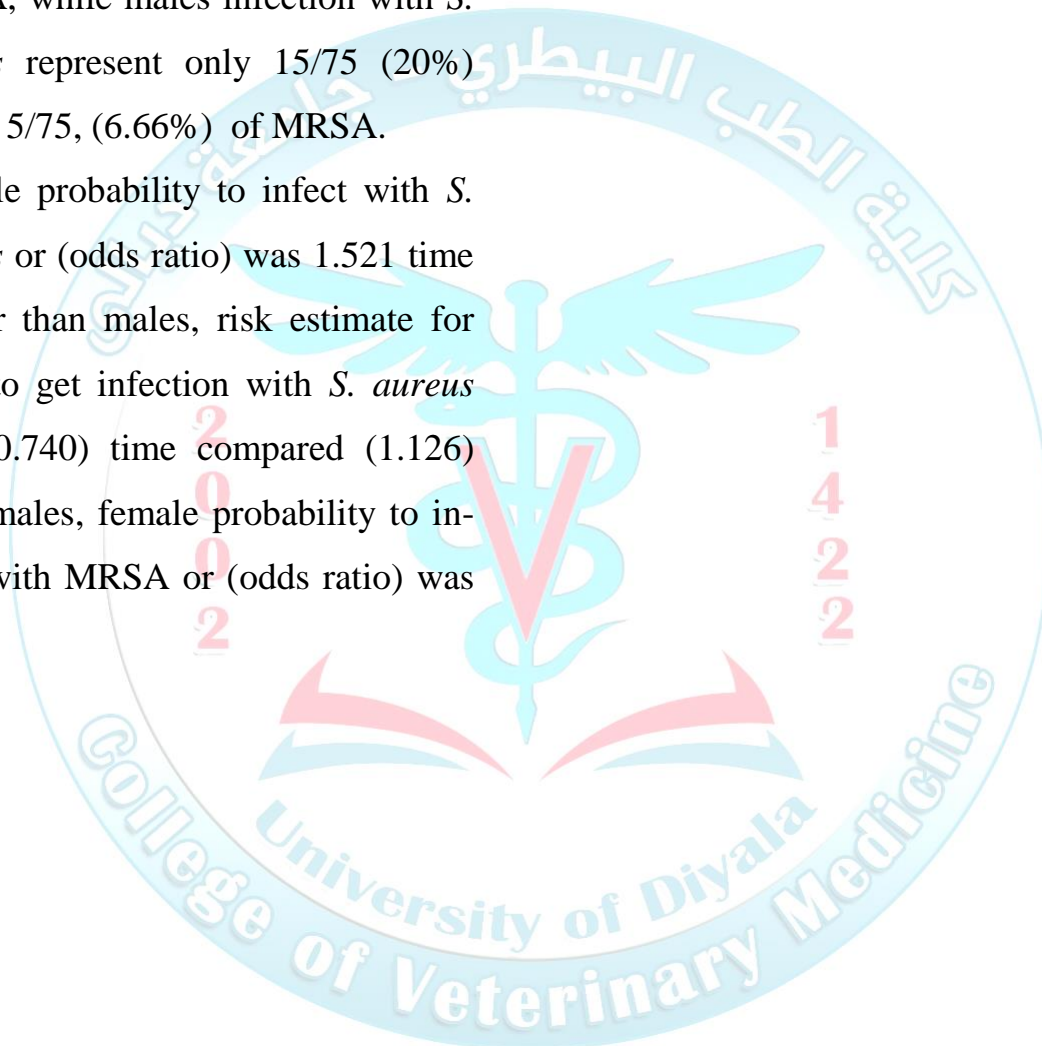 while males infection with S.
represent only 15/75 (20%)
5/75, (6.66%) of MRSA.
probability to infect with S.
or (odds ratio) was 1.521 time
than males, risk estimate for
get infection with S. aureus
0.740) time compared (1.126)
males, female probability to in-
with MRSA or (odds ratio) was
كلية الطب البيطري - جامعة ديالى
2002
1422
University of Diyala
College of Veterinary Medicine